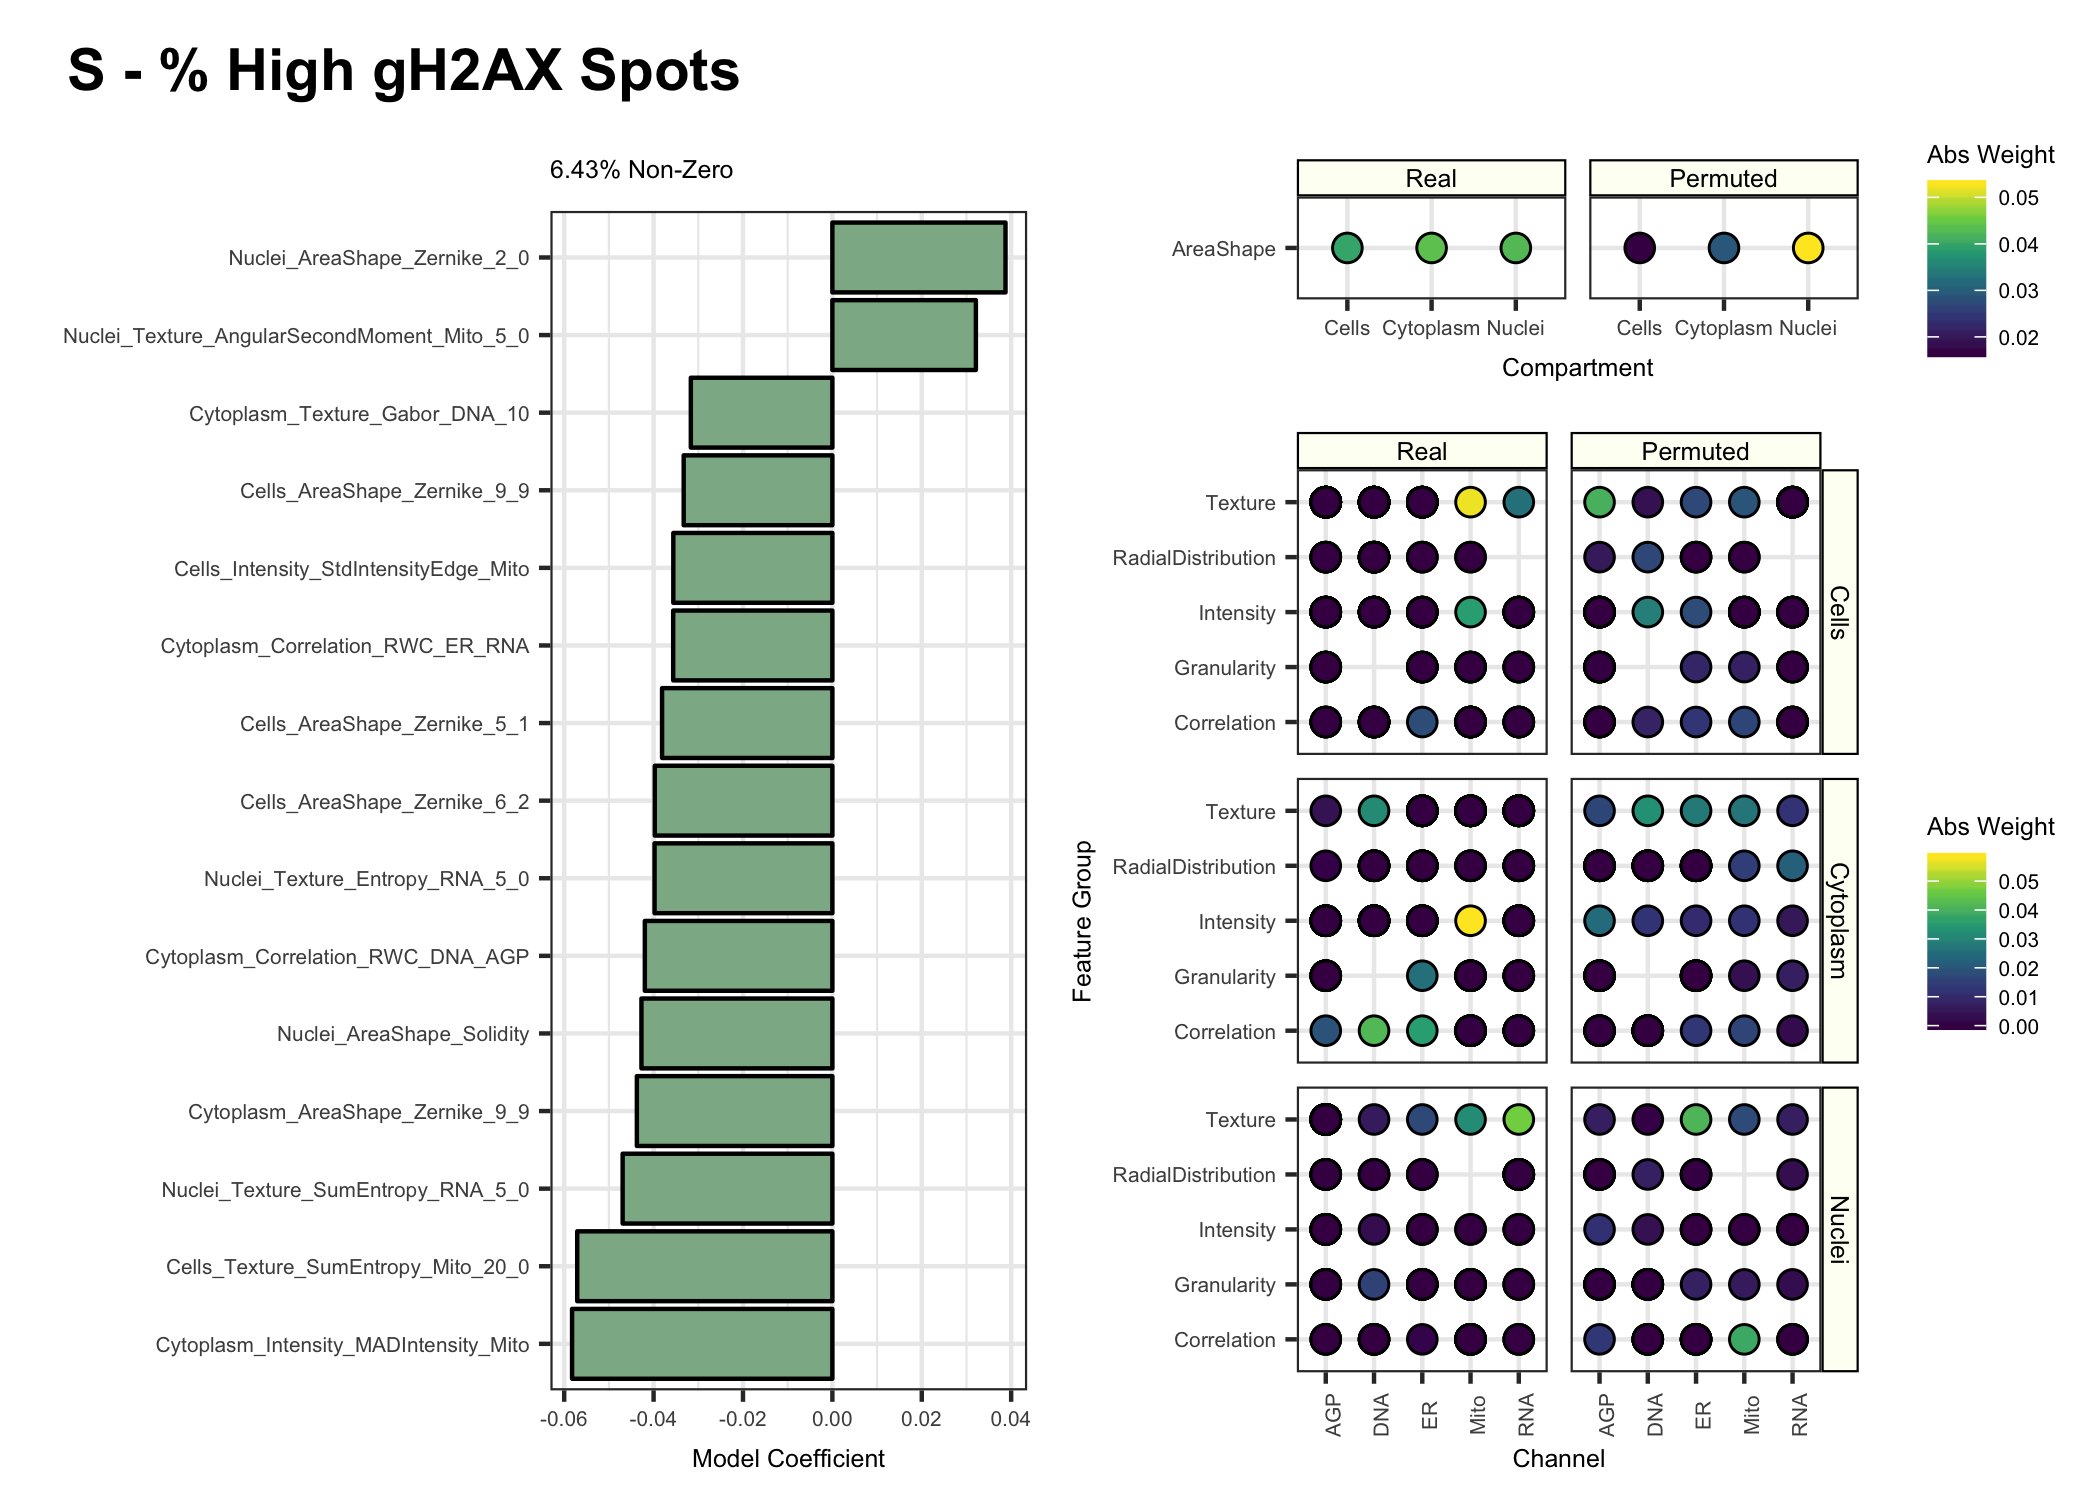 S - % High gH2AX Spots
6.43% Non-Zero
Nuclei_AreaShape_Zernike_2_0
Nuclei_Texture_AngularSecondMoment_Mito_5_0
Cytoplasm_Texture_Gabor_DNA_10
Cells_AreaShape_Zernike_9_9
Cells_Intensity_StdIntensityEdge_Mito
Cytoplasm_Correlation_RWC_ER_RNA
Cells_AreaShape_Zernike_5_1
Cells_AreaShape_Zernike_6_2
Nuclei_Texture_Entropy_RNA_5_0
Cytoplasm_Correlation_RWC_DNA_AGP
Nuclei_AreaShape_Solidity
Cytoplasm_AreaShape_Zernike_9_9
Nuclei_Texture_SumEntropy_RNA_5_0
Cells_Texture_SumEntropy_Mito_20_0
Cytoplasm_Intensity_MADIntensity_Mito
-0.06 -0.04 -0.02 0.00 0.02 0.04
Model Coefficient
Real Permuted
AreaShape
Cells Cytoplasm Nuclei Cells Cytoplasm Nuclei
Compartment
Abs Weight
0.05
0.04
0.03
0.02
Feature Group
Real Permuted
Texture
RadialDistribution
Intensity
Granularity
Correlation
Cells
Texture
RadialDistribution
Intensity
Granularity
Correlation
Cytoplasm
Texture
RadialDistribution
Intensity
Granularity
Correlation
Nuclei
AGP DNA ER Mito RNA AGP DNA ER Mito RNA
Channel
Abs Weight
0.05
0.04
0.03
0.02
0.01
0.00